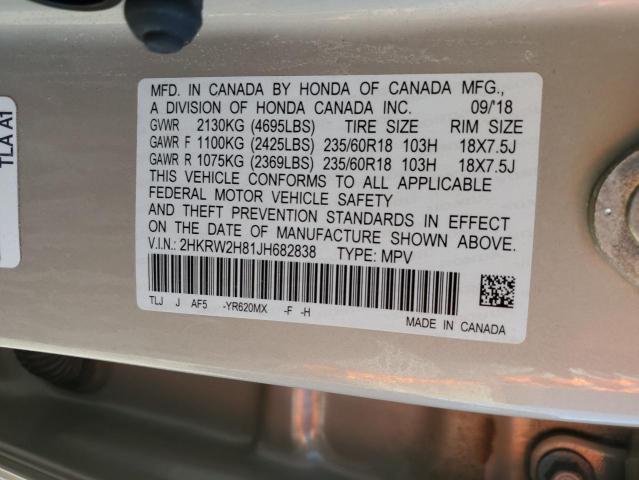 MFD. IN CANADA BY HONDA OF CANADA MFG.,
A DIVISION OF HONDA CANADA INC. 09/'18
GVWR 2130KG (4695LBS) TIRE SIZE RIM SIZE
GAWR F 1100KG (2425LBS) 235/60R18 103H 18X7.5J
GAWR R 1075KG (2369LBS) 235/60R18 103H 18X7.5J
THIS VEHICLE CONFORMS TO ALL APPLICABLE
FEDERAL MOTOR VEHICLE SAFETY
AND THEFT PREVENTION STANDARDS IN EFFECT
ON THE DATE OF MANUFACTURE SHOWN ABOVE.
V.I.N.: 2HKRW2H81JH682838 TYPE: MPV
TLJ J AF5 -YR620MX -F -H
MADE IN CANADA
TLA A1